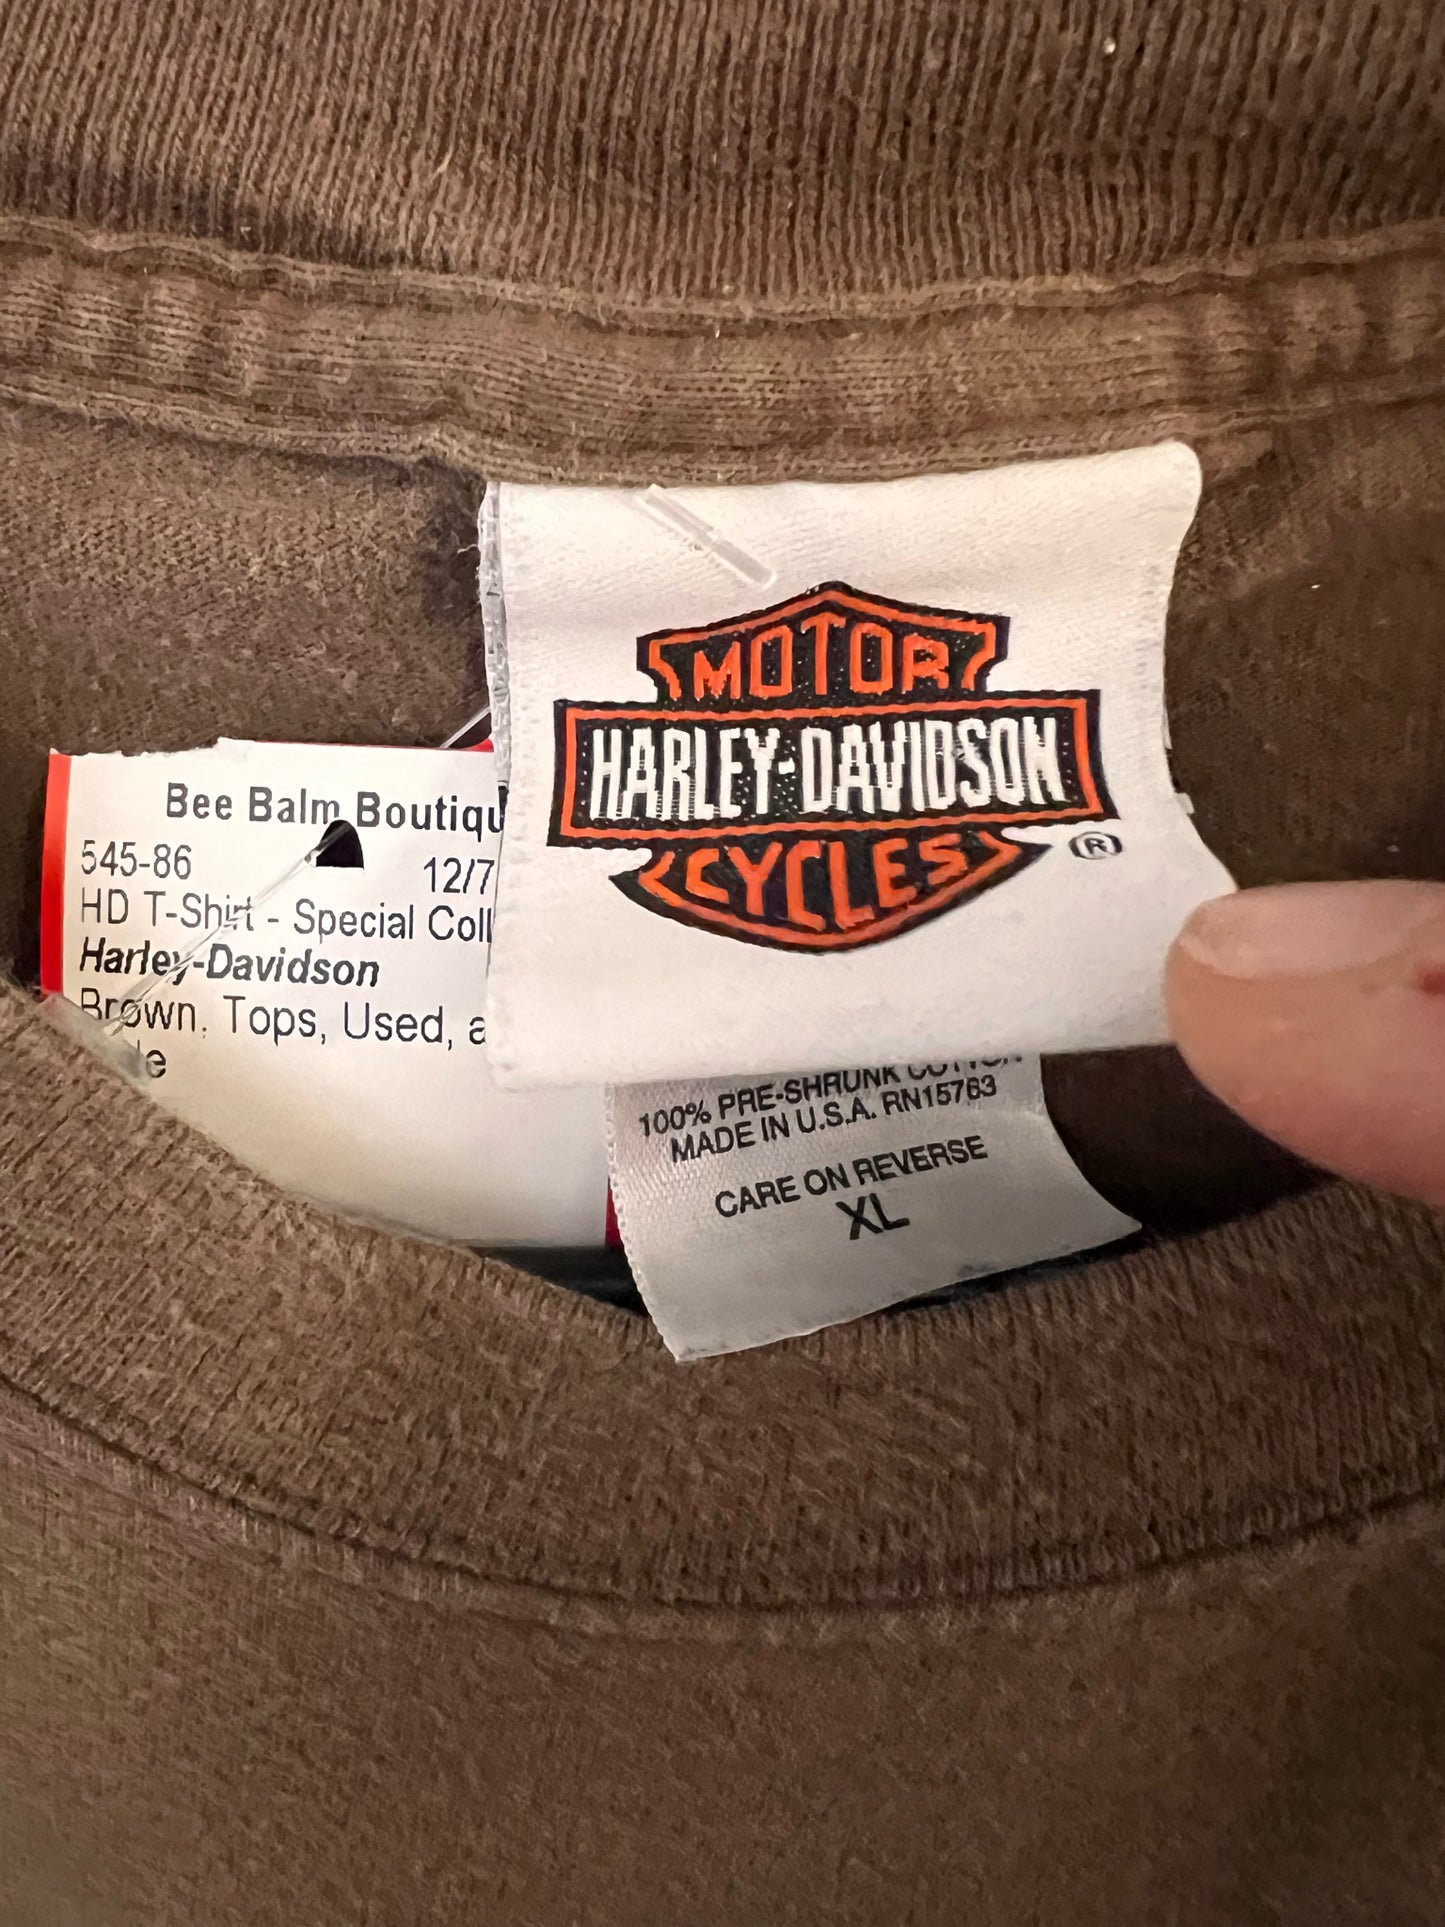 MOTOR
HARLEY-DAVIDSON
CYCLES ®
Bee Balm Boutiqu
545-86 12/7
HD T-Shirt - Special Coll
Harley-Davidson
Brown, Tops, Used, a
100% PRE-SHRUNK COTTON
MADE IN U.S.A. RN15763
CARE ON REVERSE
XL